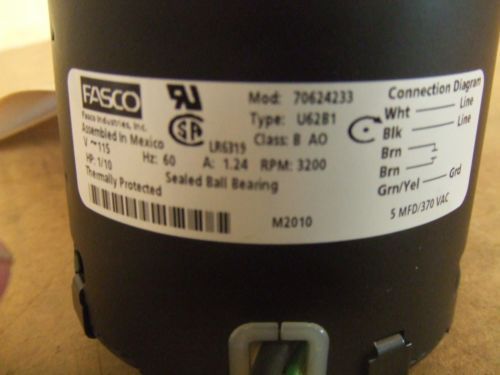 FASCO
Fasco Industries, Inc.
Assembled in Mexico
V ~115
HP: 1/10
Hz: 60
Thermally Protected
LR6319
A: 1.24
Sealed Ball Bearing
Mod: 70624233
Type: U62B1
Class: B AO
RPM: 3200
M2010
Connection Diagram
Wht Line
Blk Line
Brn
Brn
Grn/Yel Grd
5 MFD/370 VAC